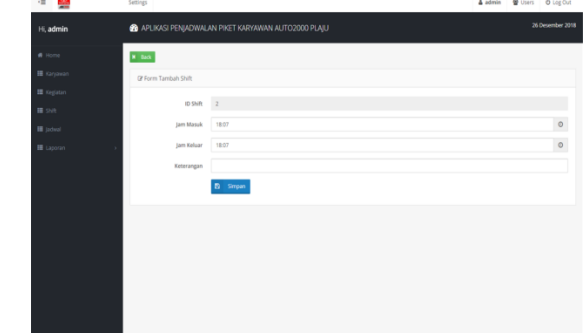 Settings
admin Users Log Out
Hi, admin
APLIKASI PENJADWALAN PIKET KARYAWAN AUTO2000 PLAJU
26 Desember 2018
Home
Karyawan
Kegiatan
Shift
Jadwal
Laporan
Back
Form Tambah Shift
ID Shift 2
Jam Masuk 18:07
Jam Keluar 18:07
Keterangan
Simpan